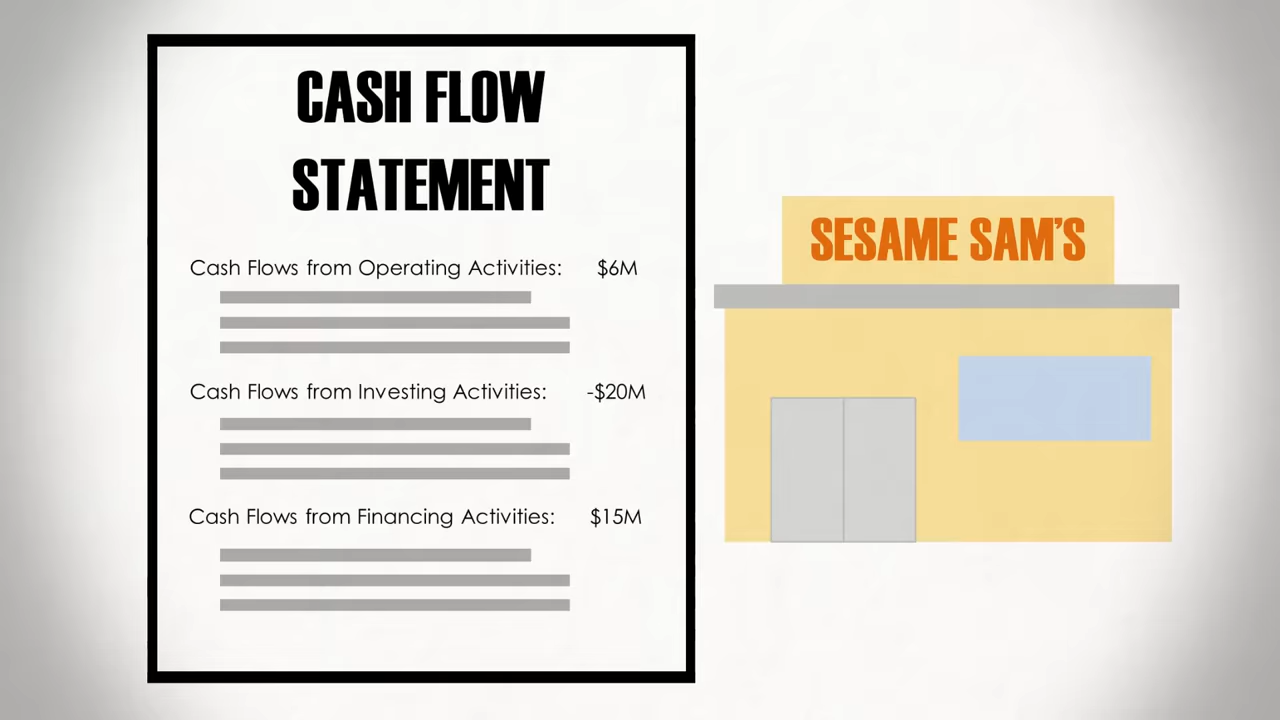 CASH FLOW
STATEMENT
Cash Flows from Operating Activities: $6M
Cash Flows from Investing Activities: -$20M
Cash Flows from Financing Activities: $15M
SESAME SAM'S